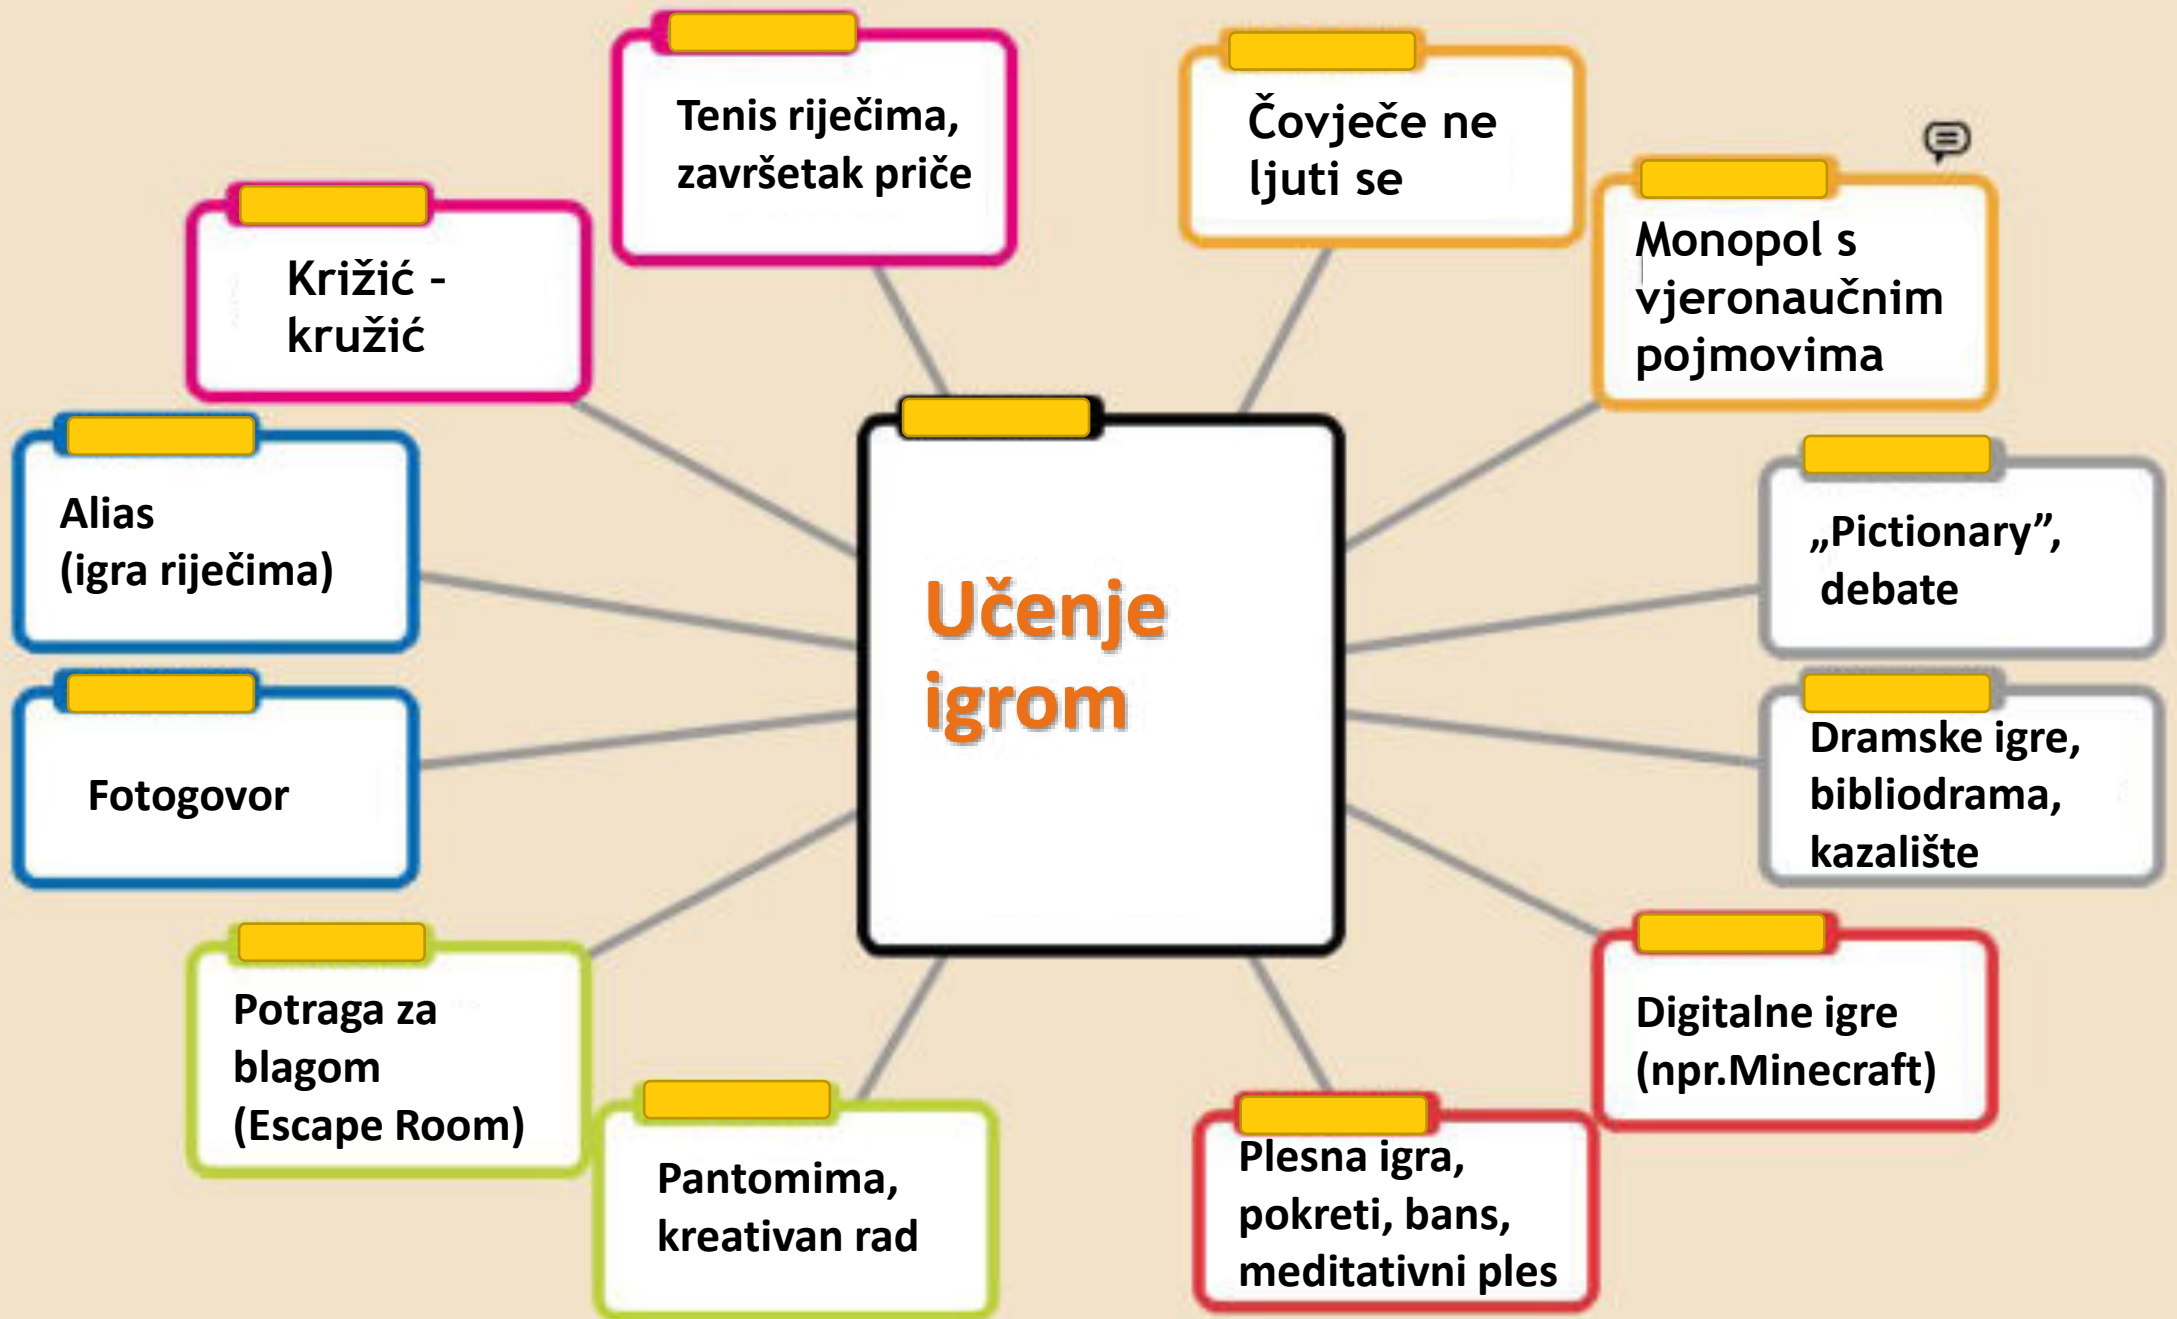 Tenis riječima,
završetak priče
Čovječe ne
ljuti se
Križić -
kružić
Monopol s
vjeronaučnim
pojmovima
Alias
(igra riječima)
„Pictionary”,
debate
Učenje
igrom
Fotogovor
Dramske igre,
bibliodrama,
kazalište
Potraga za
blagom
(Escape Room)
Digitalne igre
(npr.Minecraft)
Pantomima,
kreativan rad
Plesna igra,
pokreti, bans,
meditativni ples